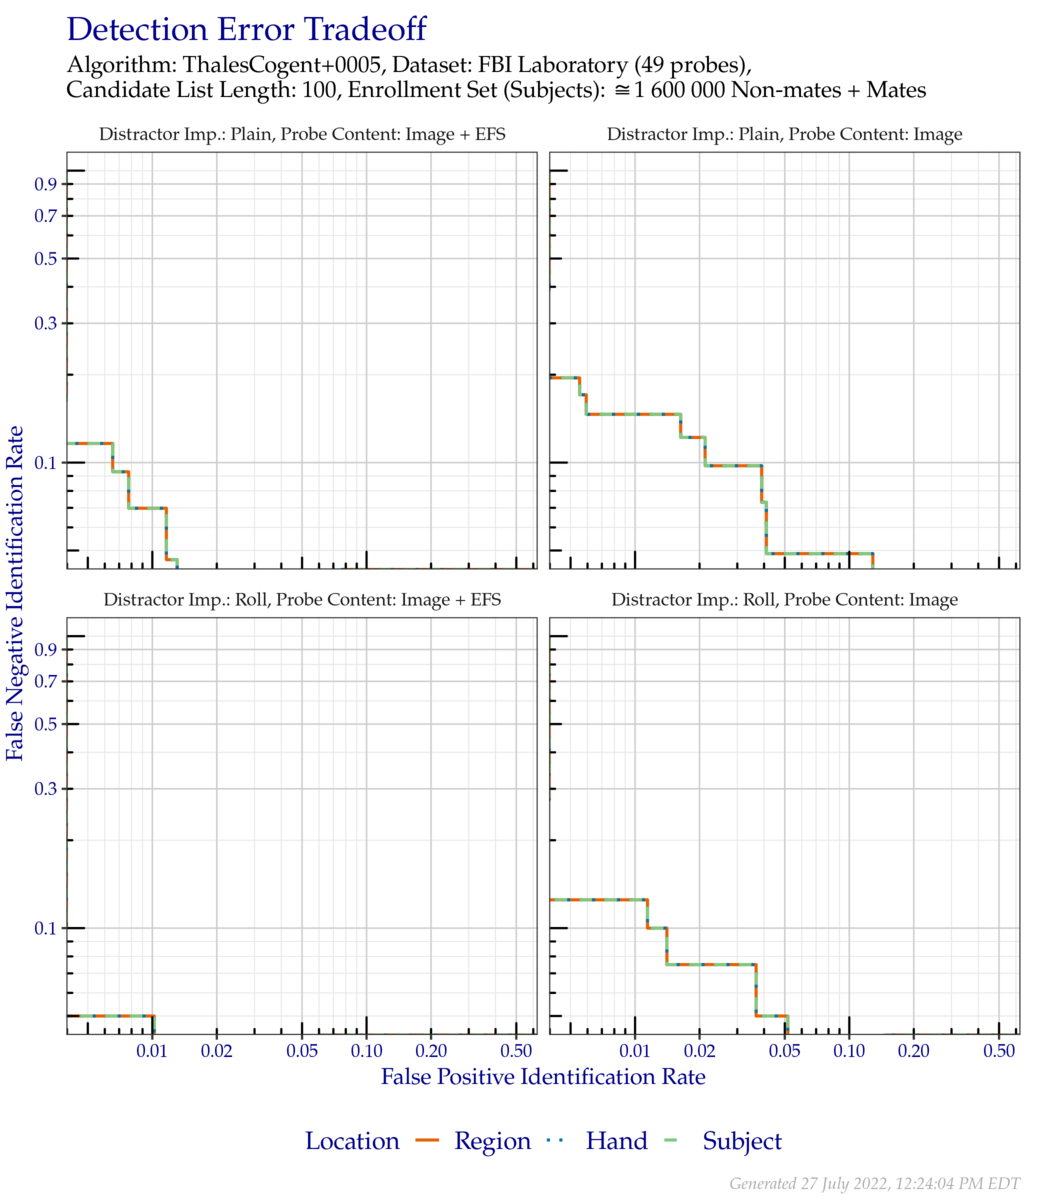 Detection Error Tradeoff
Algorithm: ThalesCogent+0005, Dataset: FBI Laboratory (49 probes),
Candidate List Length: 100, Enrollment Set (Subjects): ≅1 600 000 Non-mates + Mates
Distractor Imp.: Plain, Probe Content: Image + EFS
Distractor Imp.: Plain, Probe Content: Image
0.9
0.7
0.5
0.3
0.1
False Negative Identification Rate
Distractor Imp.: Roll, Probe Content: Image + EFS
Distractor Imp.: Roll, Probe Content: Image
0.9
0.7
0.5
0.3
0.1
0.01 0.02 0.05 0.10 0.20 0.50
0.01 0.02 0.05 0.10 0.20 0.50
False Positive Identification Rate
Location Region Hand Subject
Generated 27 July 2022, 12:24:04 PM EDT